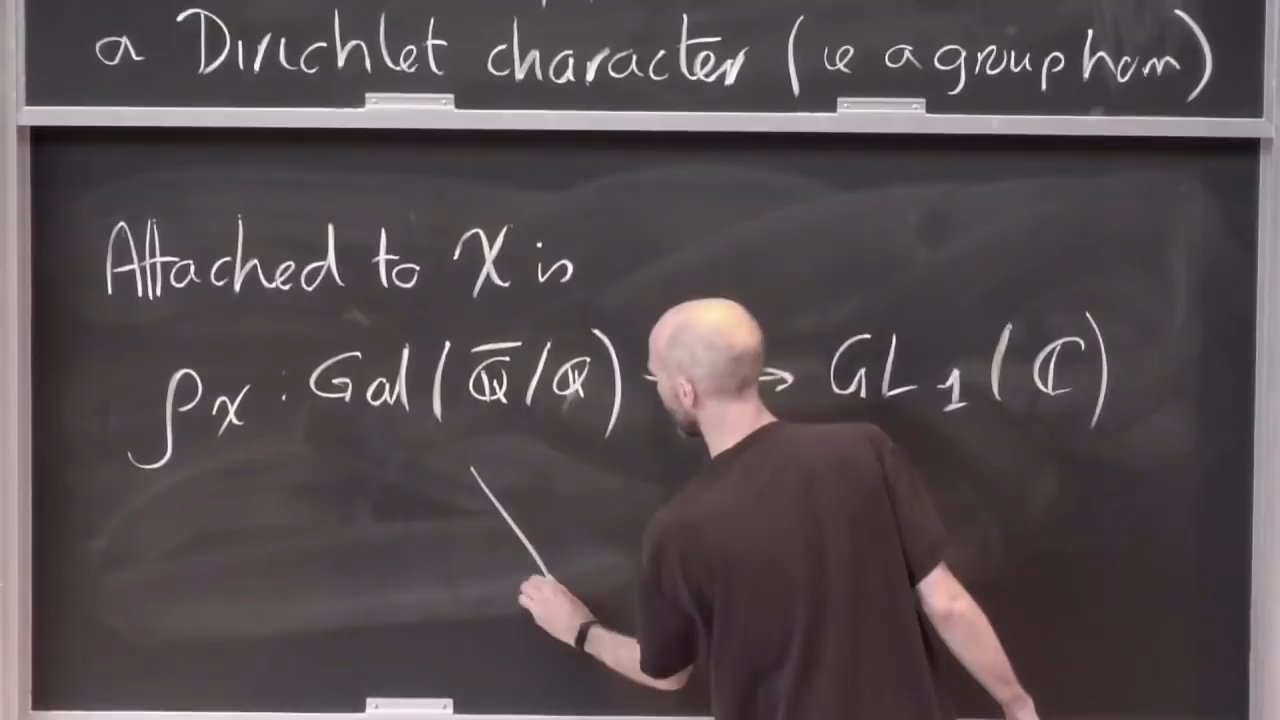 a Dirichlet character (ie a group hom)
Attached to χ is
ρχ : Gal(Q̅/Q) → GL₁(ℂ)